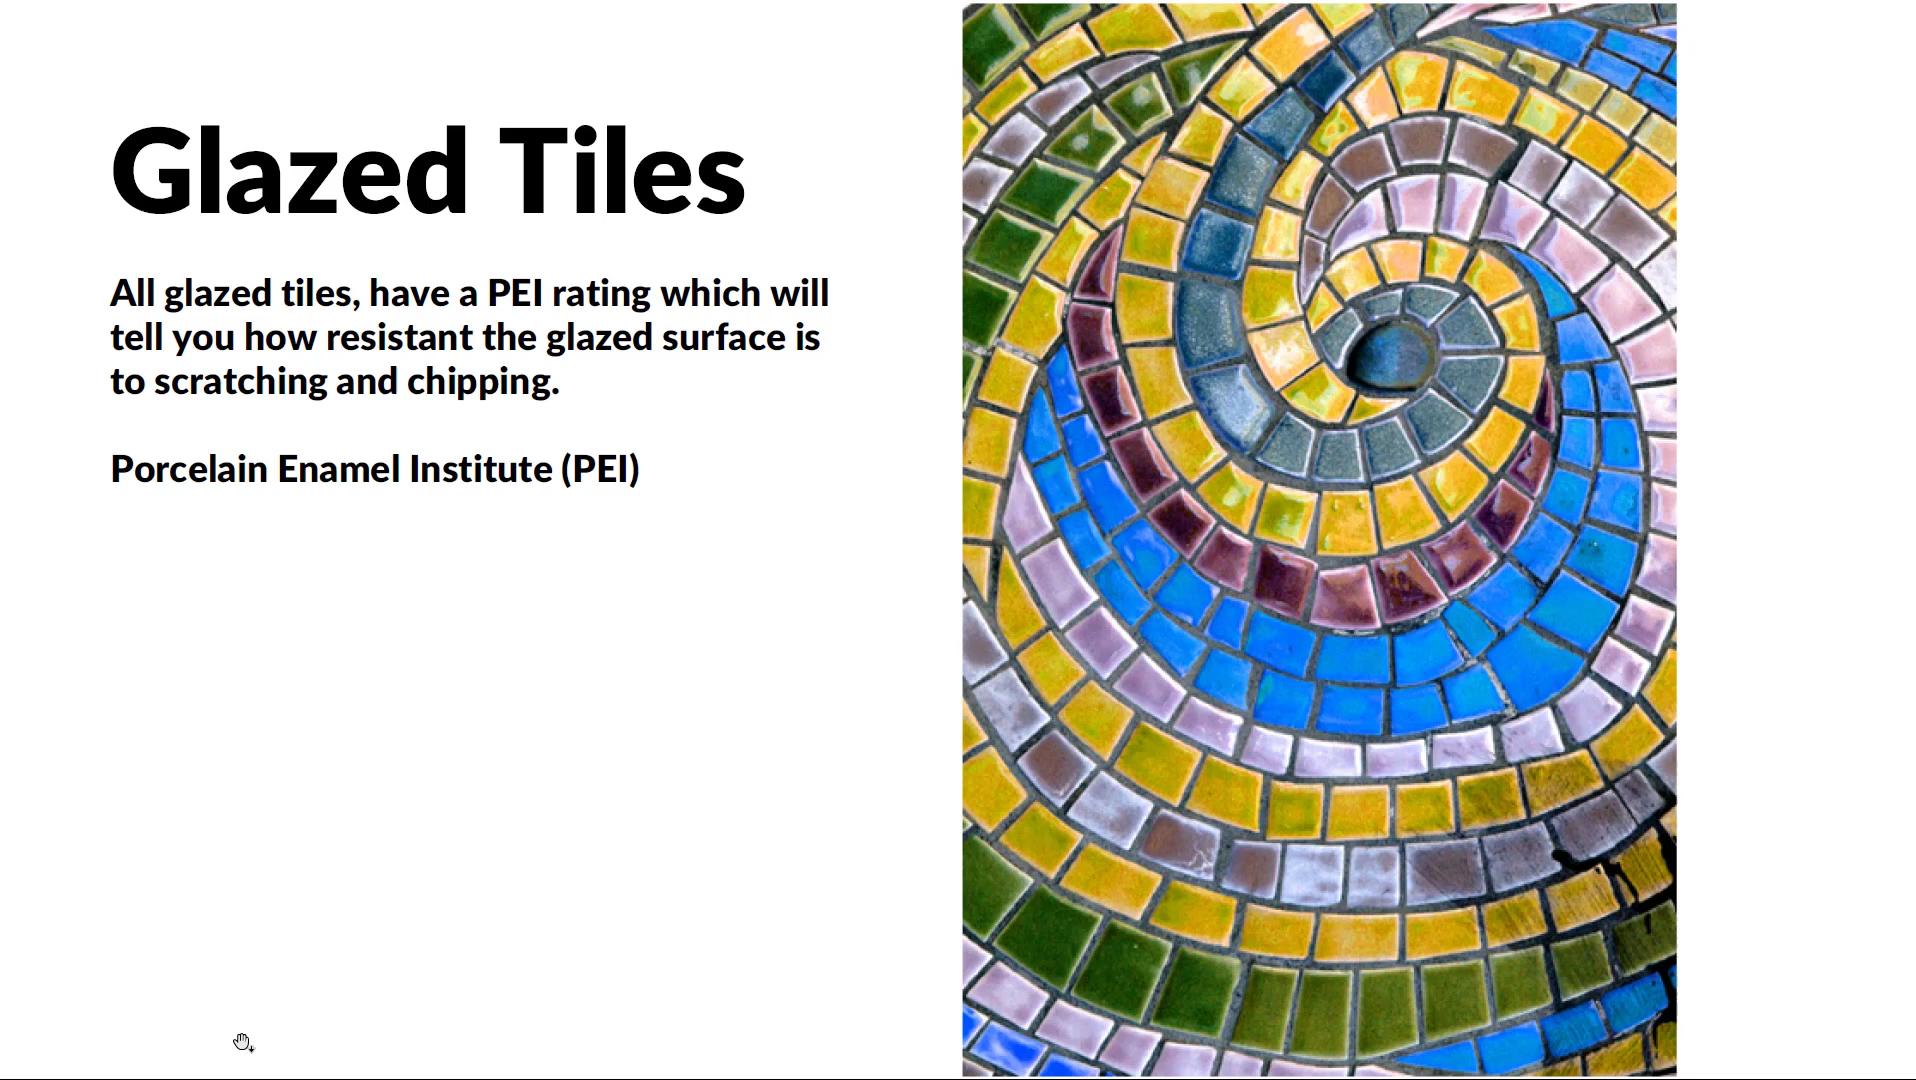 Glazed Tiles
All glazed tiles, have a PEI rating which will
tell you how resistant the glazed surface is
to scratching and chipping.
Porcelain Enamel Institute (PEI)